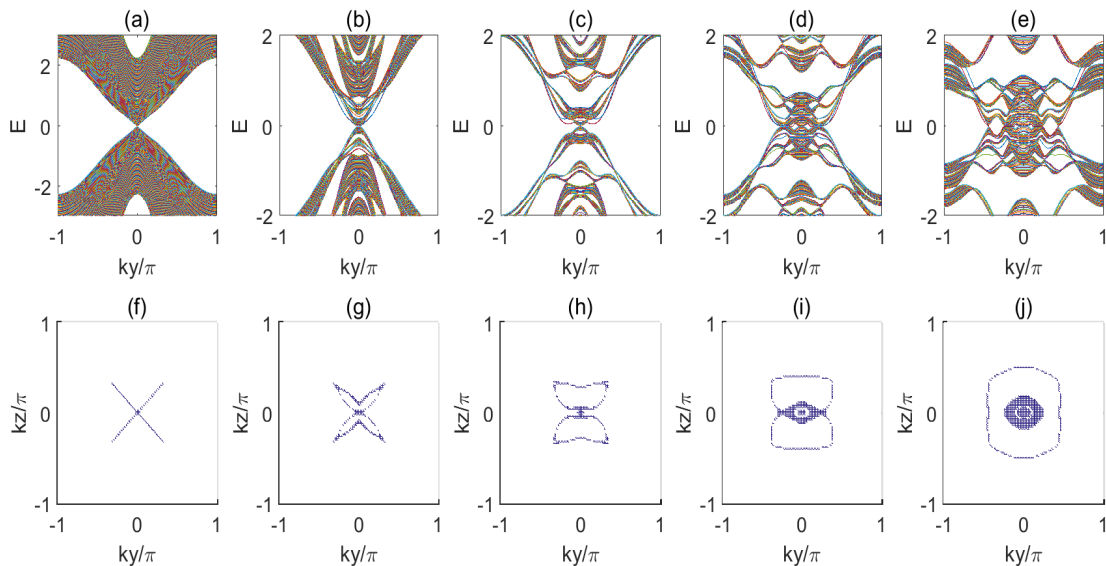 (a) (b) (c) (d) (e)
2 2 2 2 2
E 0 E 0 E 0 E 0 E 0
-2 -2 -2 2 -2
-1 0 1 -1 0 1 -1 0 1 -1 0 1 -1 0 1
ky/π ky/π ky/π ky/π ky/π
(f) (g) (h) (i) (j)
1 1 1 1 1
kz/π 0 kz/π 0 kz/π 0 kz/π 0 kz/π 0
-1 -1 -1 -1 -1
-1 0 1 -1 0 1 -1 0 1 -1 0 1 -1 0 1
ky/π ky/π ky/π ky/π ky/π